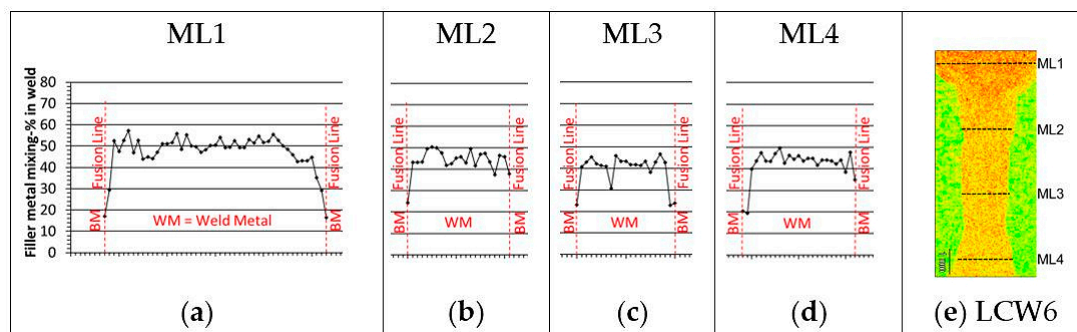 ML1
ML2
ML3
ML4
Filler metal mixing-% in weld
80
70
60
50
40
30
20
10
0
BM
Fusion Line
WM = Weld Metal
Fusion Line
BM
BM
Fusion Line
WM
Fusion Line
BM
BM
Fusion Line
WM
Fusion Line
BM
BM
Fusion Line
WM
Fusion Line
BM
ML1
ML2
ML3
ML4
(a)
(b)
(c)
(d)
(e) LCW6